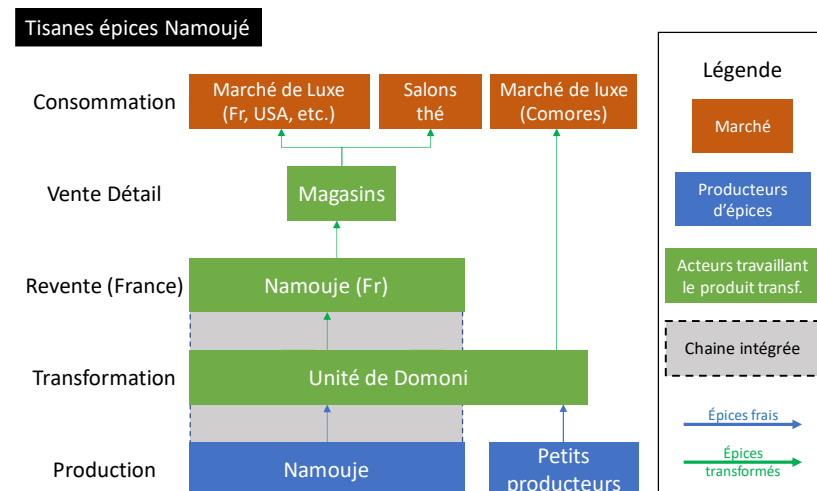 Tisanes épices Namoujé
Consommation
Marché de Luxe
(Fr, USA, etc.)
Salons
thé
Marché de luxe
(Comores)
Vente Détail
Magasins
Revente (France)
Namouje (Fr)
Transformation
Unité de Domoni
Production
Namouje
Petits
producteurs
Légende
Marché
Producteurs
d’épices
Acteurs travaillant
le produit transf.
Chaine intégrée
Épices frais
Épices
transformés